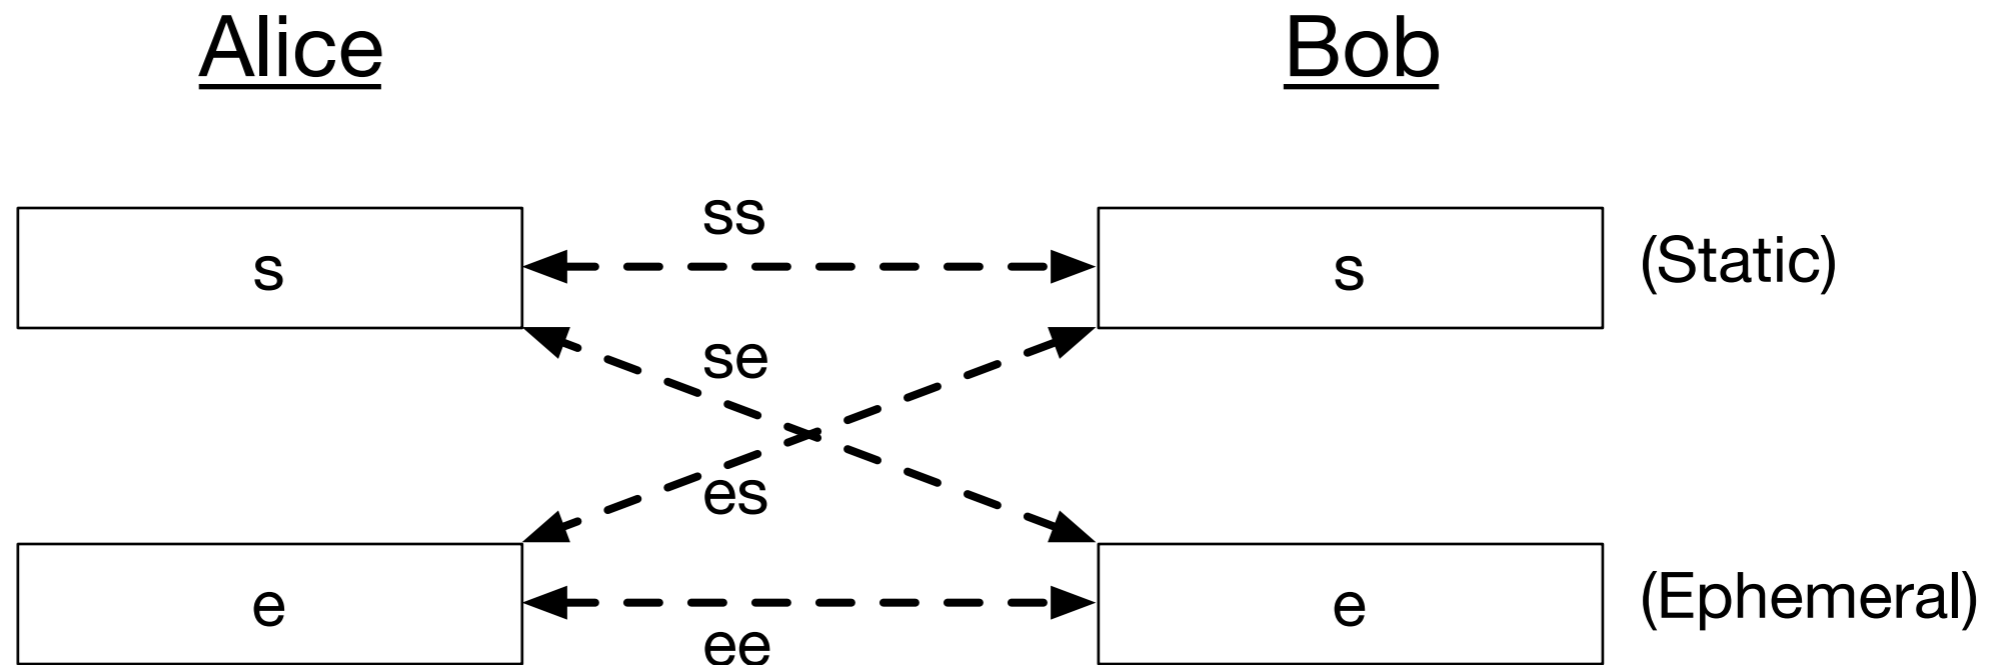 Alice
Bob
ss
s
s
(Static)
se
es
e
e
(Ephemeral)
ee